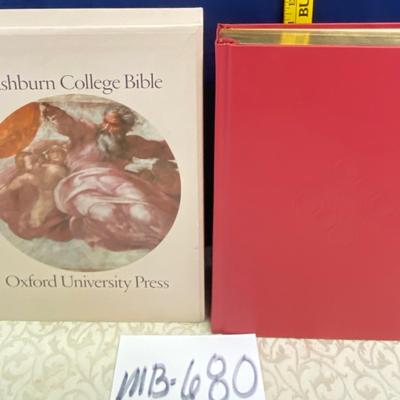 ashburn College Bible
Oxford University Press
MB-680